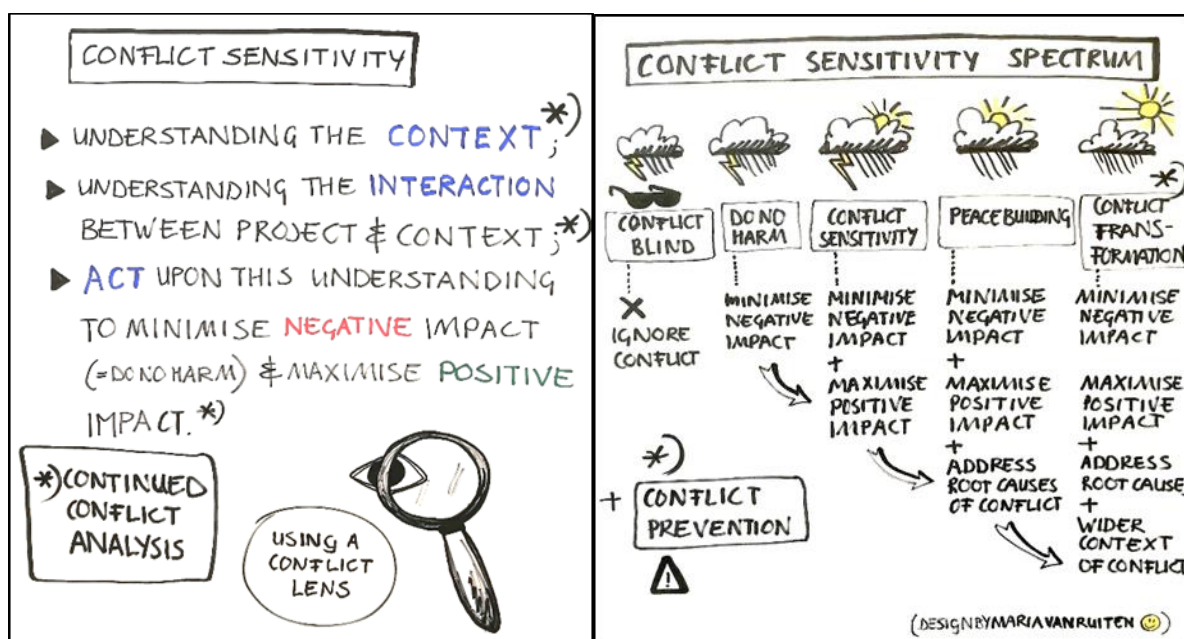 CONFLICT SENSITIVITY
▶ UNDERSTANDING THE CONTEXT; *)
▶ UNDERSTANDING THE INTERACTION
BETWEEN PROJECT & CONTEXT; *)
▶ ACT UPON THIS UNDERSTANDING
TO MINIMISE NEGATIVE IMPACT
(=DO NO HARM) & MAXIMISE POSITIVE
IMPACT. *)
*) CONTINUED
CONFLICT
ANALYSIS
USING A
CONFLICT
LENS
CONFLICT SENSITIVITY SPECTRUM
CONFLICT
BLIND
X
IGNORE
CONFLICT
DO NO
HARM
MINIMISE
NEGATIVE
IMPACT
CONFLICT
SENSITIVITY
MINIMISE
NEGATIVE
IMPACT
+
MAXIMISE
POSITIVE
IMPACT
PEACEBUILDING
MINIMISE
NEGATIVE
IMPACT
+
MAXIMISE
POSITIVE
IMPACT
+
ADDRESS
ROOT CAUSES
OF CONFLICT
*)
CONFLICT
TRANS-
FORMATION
MINIMISE
NEGATIVE
IMPACT
MAXIMISE
POSITIVE
IMPACT
+
ADDRESS
ROOT CAUSES
+
WIDER
CONTEXT
OF CONFLICT
*)
+ CONFLICT
PREVENTION
!
(DESIGN BY MARIA VAN RUITEN 🙂)